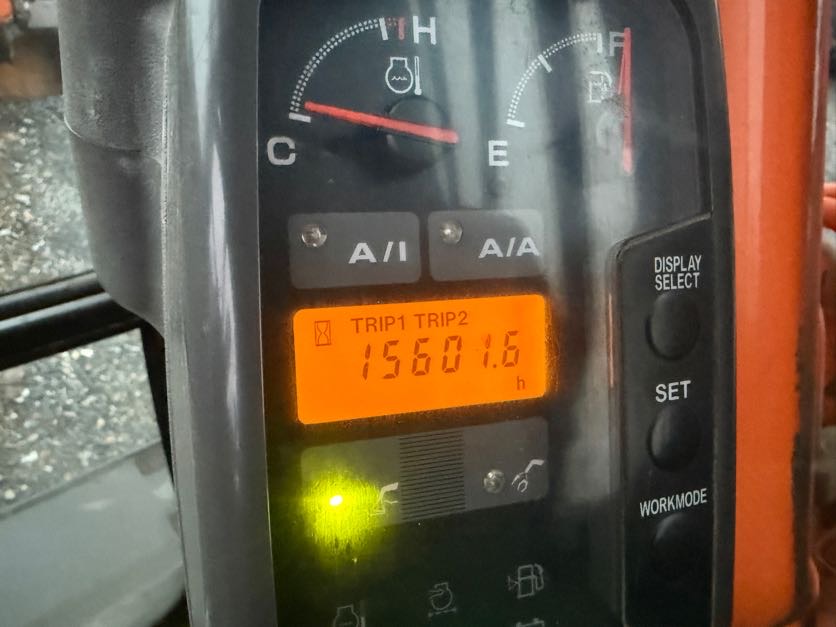 H
F
C
E
A/I
A/A
DISPLAY
SELECT
TRIP1 TRIP2
15601.6
h
SET
WORKMODE